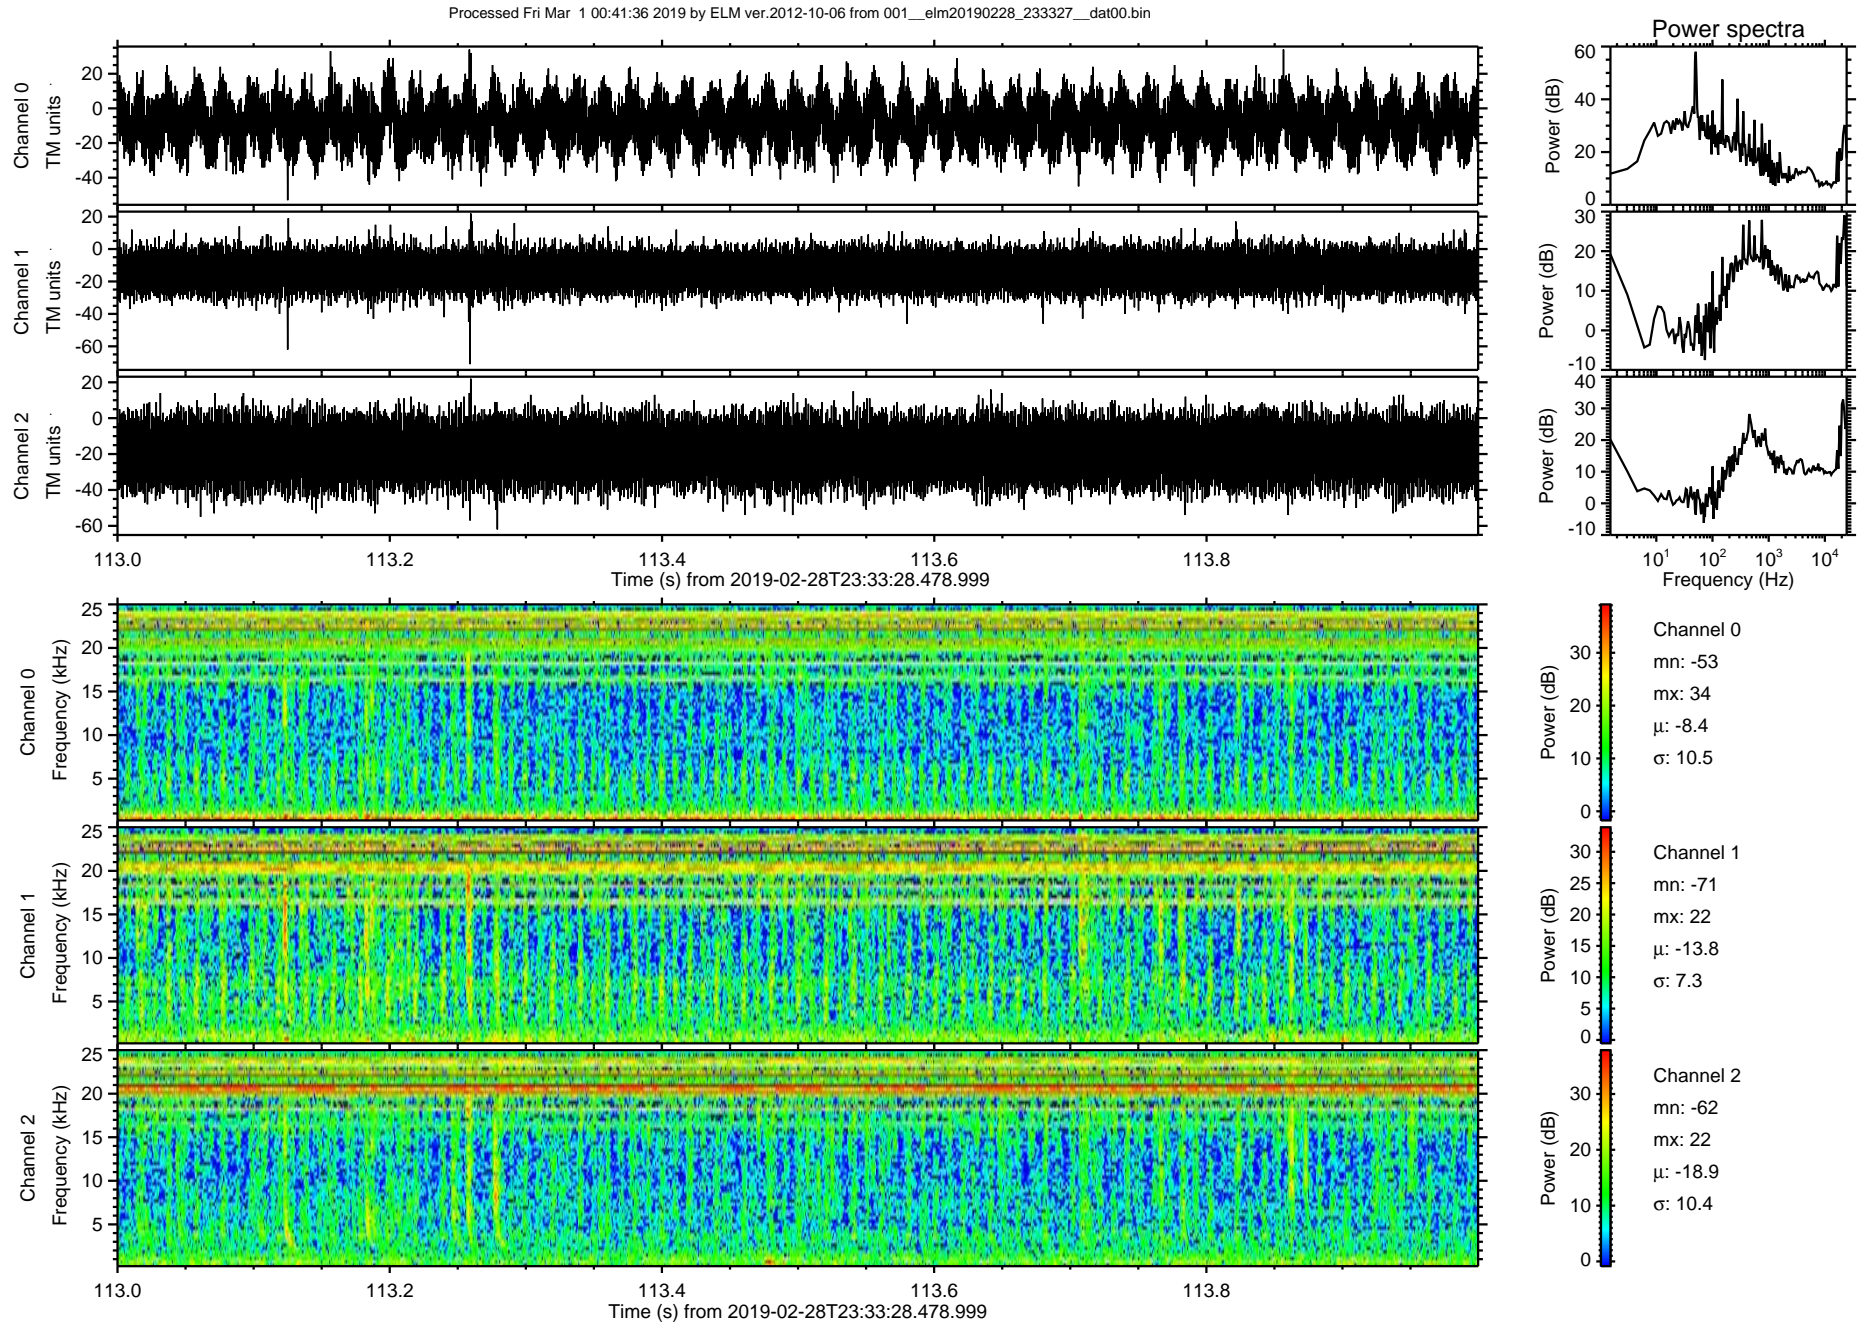 Processed Fri Mar 1 00:41:36 2019 by ELM ver.2012-10-06 from 001__elm20190228_233327__dat00.bin
Power spectra
Channel 0
TM units
20
0
-20
-40
Power (dB)
60
40
20
0
Channel 1
TM units
20
0
-20
-40
-60
Power (dB)
30
20
10
0
-10
Channel 2
TM units
20
0
-20
-40
-60
Power (dB)
40
30
20
10
0
-10
113.0 113.2 113.4 113.6 113.8
Time (s) from 2019-02-28T23:33:28.478.999
10^1 10^2 10^3 10^4
Frequency (Hz)
Channel 0
Frequency (kHz)
25
20
15
10
5
Power (dB)
30
20
10
0
Channel 0
mn: -53
mx: 34
µ: -8.4
σ: 10.5
Channel 1
Frequency (kHz)
25
20
15
10
5
Power (dB)
30
25
20
15
10
5
0
Channel 1
mn: -71
mx: 22
µ: -13.8
σ: 7.3
Channel 2
Frequency (kHz)
25
20
15
10
5
Power (dB)
30
20
10
0
Channel 2
mn: -62
mx: 22
µ: -18.9
σ: 10.4
113.0 113.2 113.4 113.6 113.8
Time (s) from 2019-02-28T23:33:28.478.999